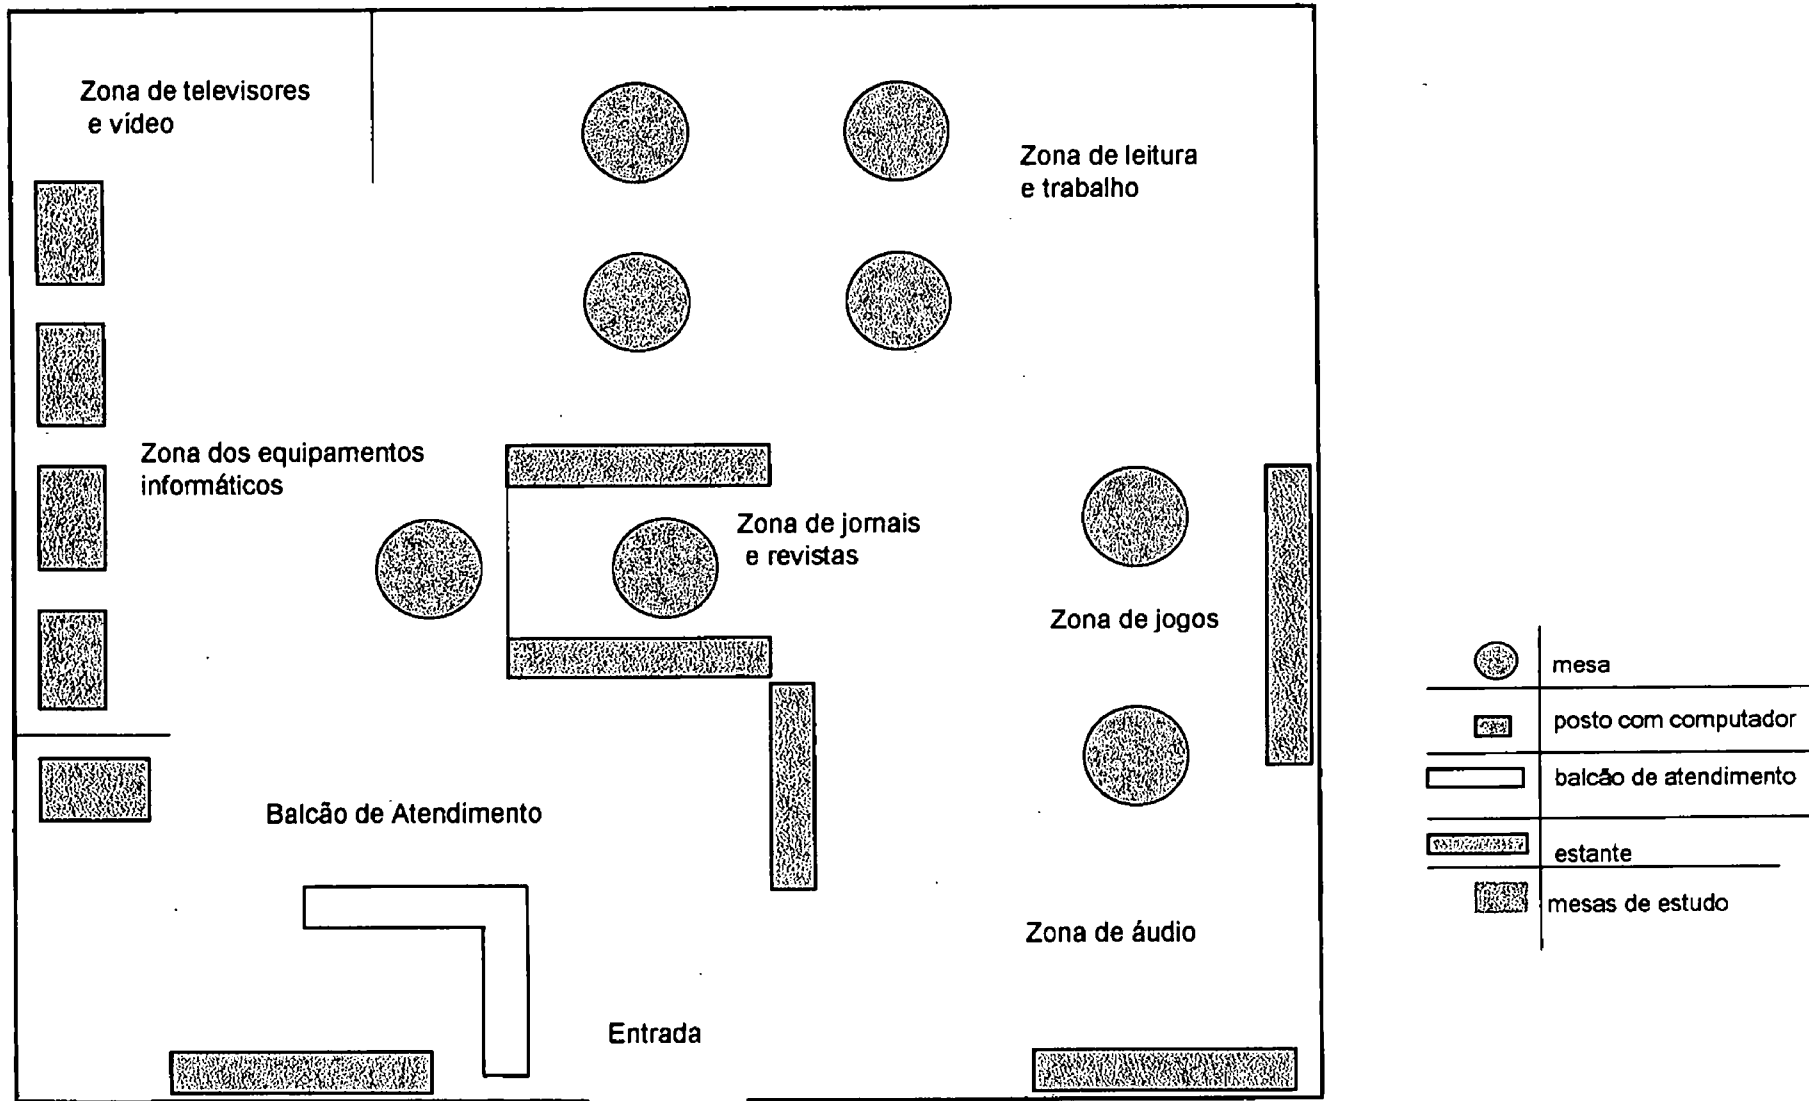 Zona de televisores
e vídeo
Zona de leitura
e trabalho
Zona dos equipamentos
informáticos
Zona de jornais
e revistas
Zona de jogos
Balcão de Atendimento
Zona de áudio
Entrada
mesa
posto com computador
balcão de atendimento
estante
mesas de estudo